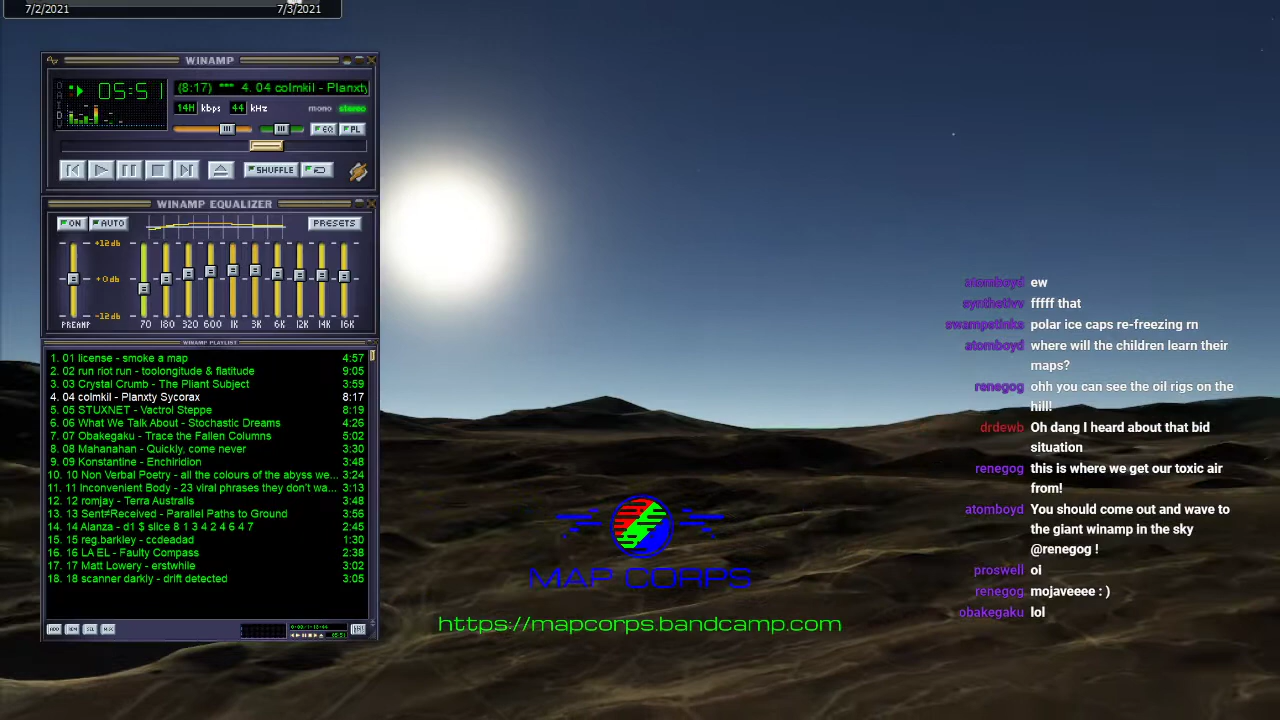 7/2/2021 7/3/2021
WINAMP
05:51
(8:17) *** 4. 04 colmkil - Planxty
14H kbps 44 kHz mono stereo
EQ PL
SHUFFLE
WINAMP EQUALIZER
ON AUTO PRESETS
+12db
+0db
-12db
PREAMP 70 180 320 600 1K 3K 6K 12K 14K 16K
WINAMP PLAYLIST
1. 01 license - smoke a map 4:57
2. 02 run riot run - toolongitude & flatitude 9:05
3. 03 Crystal Crumb - The Pliant Subject 3:59
4. 04 colmkil - Planxty Sycorax 8:17
5. 05 STUXNET - Vactrol Steppe 8:19
6. 06 What We Talk About - Stochastic Dreams 4:26
7. 07 Obakegaku - Trace the Fallen Columns 5:02
8. 08 Mahanahan - Quickly, come never 3:30
9. 09 Konstantine - Enchiridion 3:48
10. 10 Non Verbal Poetry - all the colours of the abyss we... 3:24
11. 11 Inconvenient Body - 23 viral phrases they don't wa... 3:13
12. 12 romjay - Terra Australis 3:48
13. 13 Sent≠Received - Parallel Paths to Ground 3:56
14. 14 Alanza - d1 $ slice 8 1 3 4 2 4 6 4 7 2:45
15. 15 reg.barkley - ccdeadad 1:30
16. 16 LA EL - Faulty Compass 2:38
17. 17 Matt Lowery - erstwhile 3:02
18. 18 scanner darkly - drift detected 3:05
ADD REM SEL MISC
05:51
MAP CORPS
https://mapcorps.bandcamp.com
atomboyd ew
synthetivv fffff that
swampstinks polar ice caps re-freezing rn
atomboyd where will the children learn their
maps?
renegog ohh you can see the oil rigs on the
hill!
drdewb Oh dang I heard about that bid
situation
renegog this is where we get our toxic air
from!
atomboyd You should come out and wave to
the giant winamp in the sky
@renegog !
proswell oi
renegog mojaveeee : )
obakegaku lol